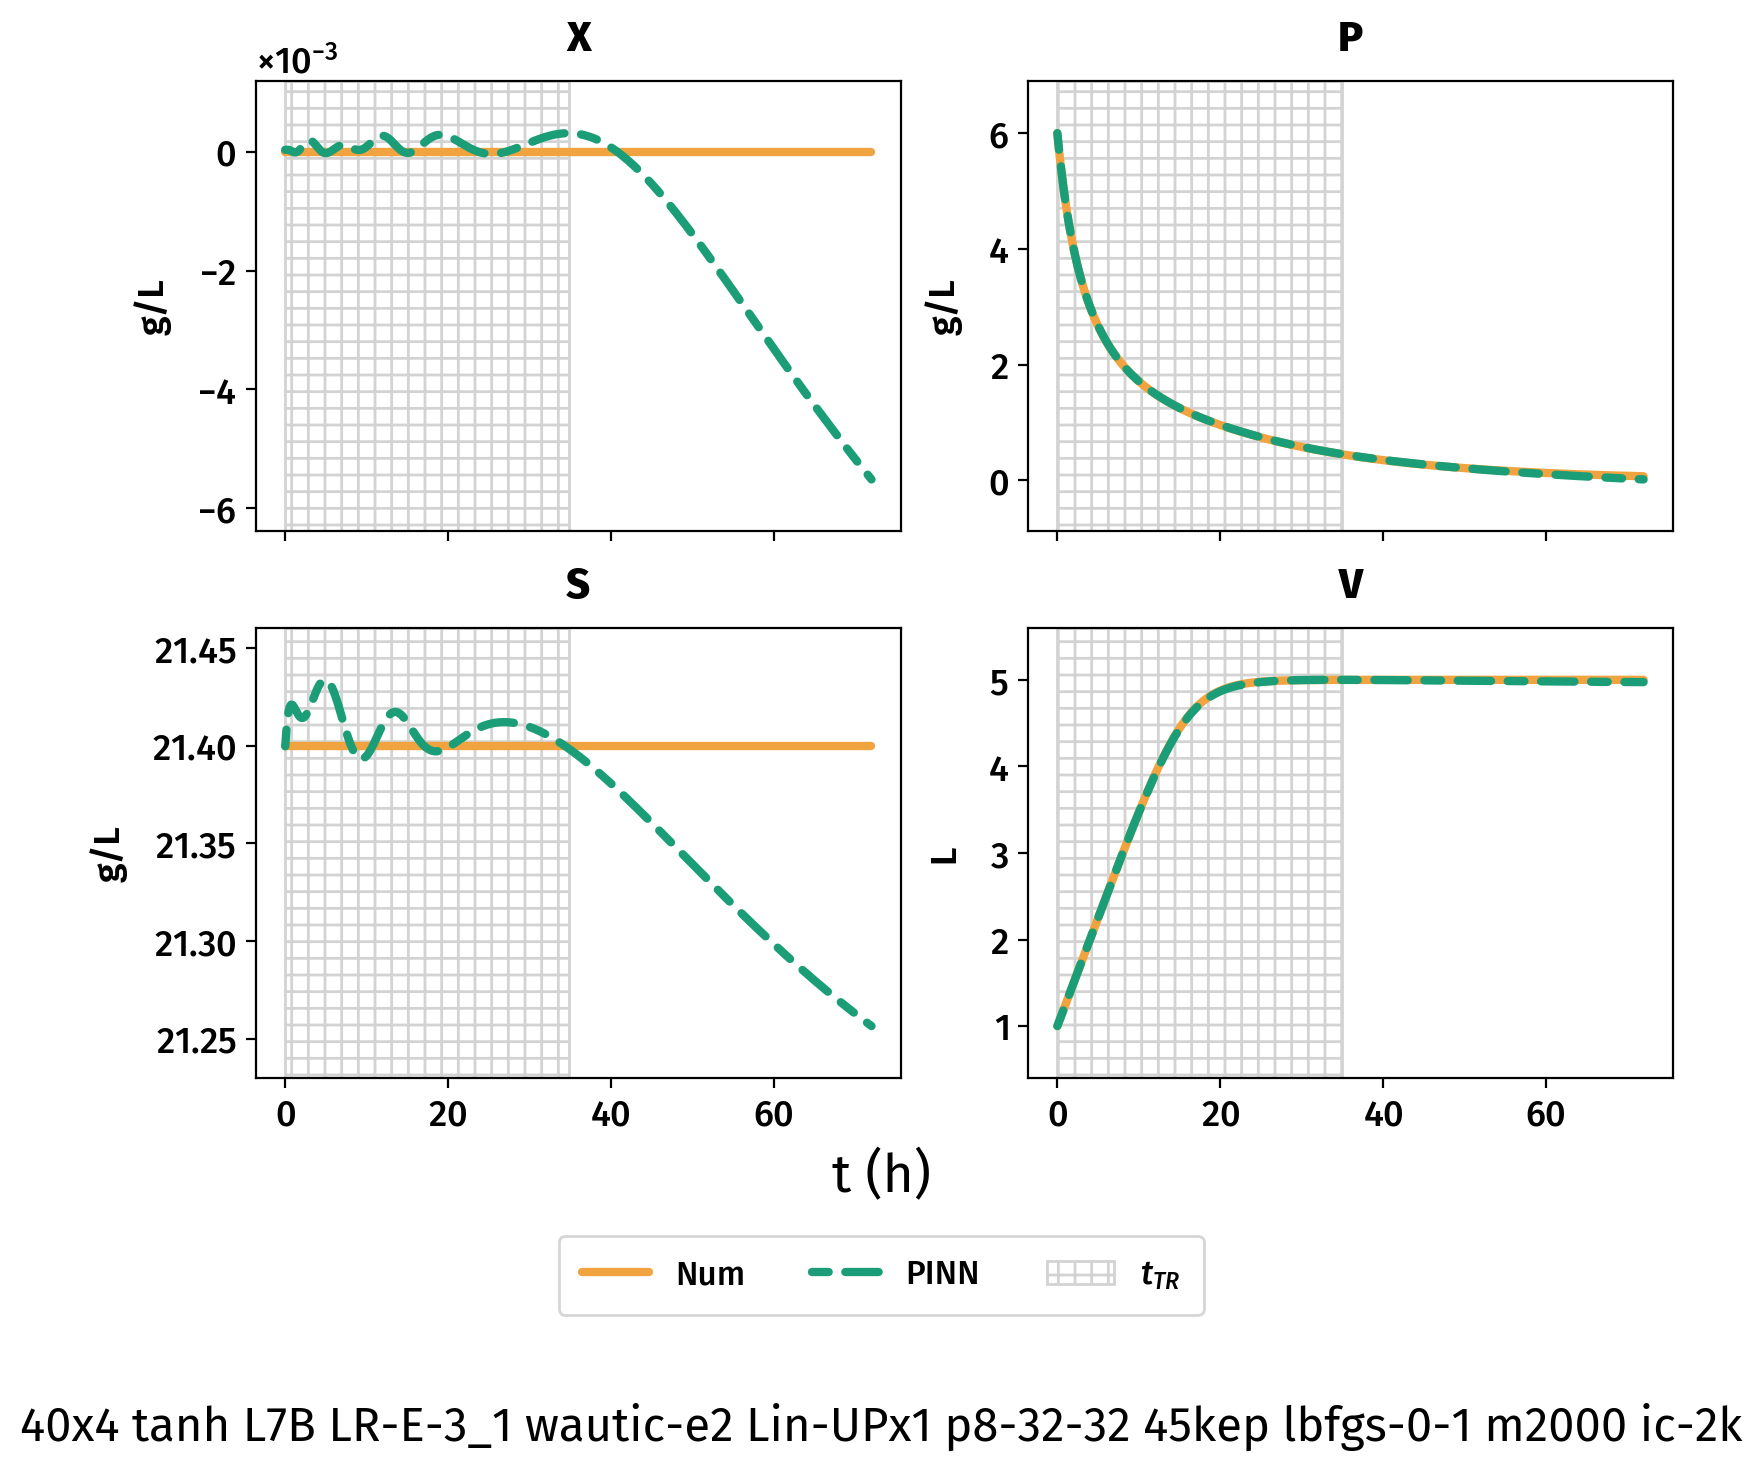 X
P
×10⁻³
0
−2
−4
−6
g/L
6
4
2
0
g/L
S
V
21.45
21.40
21.35
21.30
21.25
g/L
5
4
3
2
1
L
0 20 40 60
0 20 40 60
t (h)
Num PINN t_TR
40x4 tanh L7B LR-E-3_1 wautic-e2 Lin-UPx1 p8-32-32 45kep lbfgs-0-1 m2000 ic-2k